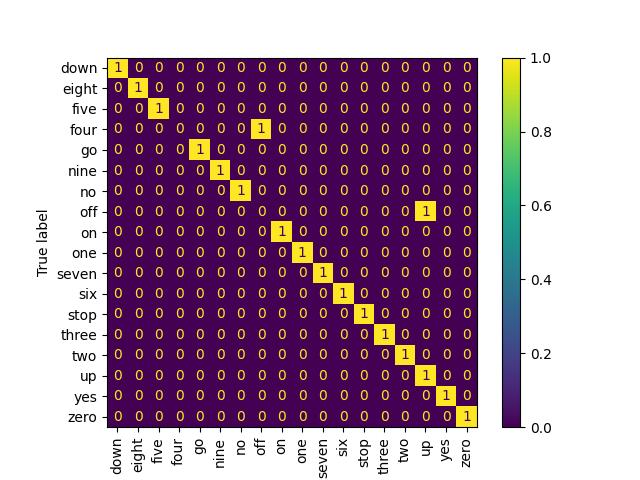 down 1 0 0 0 0 0 0 0 0 0 0 0 0 0 0 0 0 0 1.0
eight 0 1 0 0 0 0 0 0 0 0 0 0 0 0 0 0 0 0
five 0 0 1 0 0 0 0 0 0 0 0 0 0 0 0 0 0 0
four 0 0 0 0 0 0 0 1 0 0 0 0 0 0 0 0 0 0 0.8
go 0 0 0 0 1 0 0 0 0 0 0 0 0 0 0 0 0 0
nine 0 0 0 0 0 1 0 0 0 0 0 0 0 0 0 0 0 0
no 0 0 0 0 0 0 1 0 0 0 0 0 0 0 0 0 0 0
off 0 0 0 0 0 0 0 0 0 0 0 0 0 0 0 1 0 0 0.6
on 0 0 0 0 0 0 0 0 1 0 0 0 0 0 0 0 0 0
True label
one 0 0 0 0 0 0 0 0 0 1 0 0 0 0 0 0 0 0
seven 0 0 0 0 0 0 0 0 0 0 1 0 0 0 0 0 0 0 0.4
six 0 0 0 0 0 0 0 0 0 0 0 1 0 0 0 0 0 0
stop 0 0 0 0 0 0 0 0 0 0 0 0 1 0 0 0 0 0
three 0 0 0 0 0 0 0 0 0 0 0 0 0 1 0 0 0 0
two 0 0 0 0 0 0 0 0 0 0 0 0 0 0 1 0 0 0 0.2
up 0 0 0 0 0 0 0 0 0 0 0 0 0 0 0 1 0 0
yes 0 0 0 0 0 0 0 0 0 0 0 0 0 0 0 0 1 0
zero 0 0 0 0 0 0 0 0 0 0 0 0 0 0 0 0 0 1 0.0
down eight five four go nine no off on one seven six stop three two up yes zero